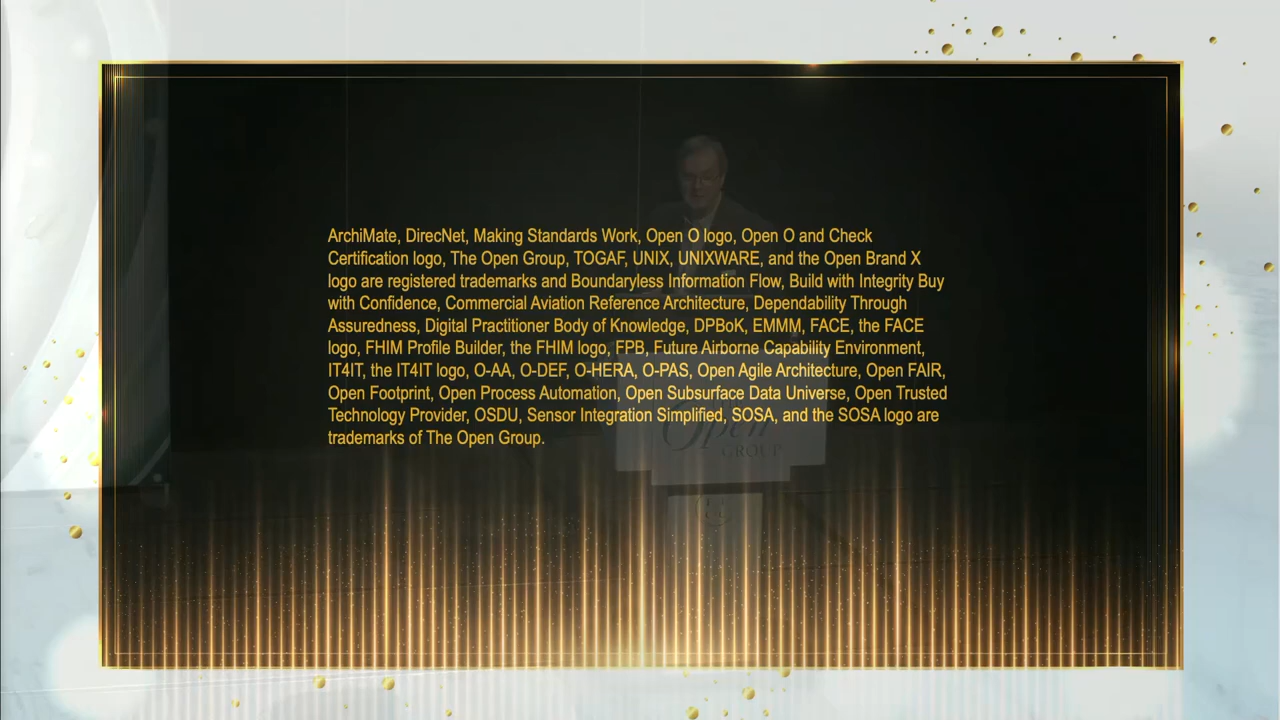 ArchiMate, DirecNet, Making Standards Work, Open O logo, Open O and Check
Certification logo, The Open Group, TOGAF, UNIX, UNIXWARE, and the Open Brand X
logo are registered trademarks and Boundaryless Information Flow, Build with Integrity Buy
with Confidence, Commercial Aviation Reference Architecture, Dependability Through
Assuredness, Digital Practitioner Body of Knowledge, DPBoK, EMMM, FACE, the FACE
logo, FHIM Profile Builder, the FHIM logo, FPB, Future Airborne Capability Environment,
IT4IT, the IT4IT logo, O-AA, O-DEF, O-HERA, O-PAS, Open Agile Architecture, Open FAIR,
Open Footprint, Open Process Automation, Open Subsurface Data Universe, Open Trusted
Technology Provider, OSDU, Sensor Integration Simplified, SOSA, and the SOSA logo are
trademarks of The Open Group.
Open
GROUP